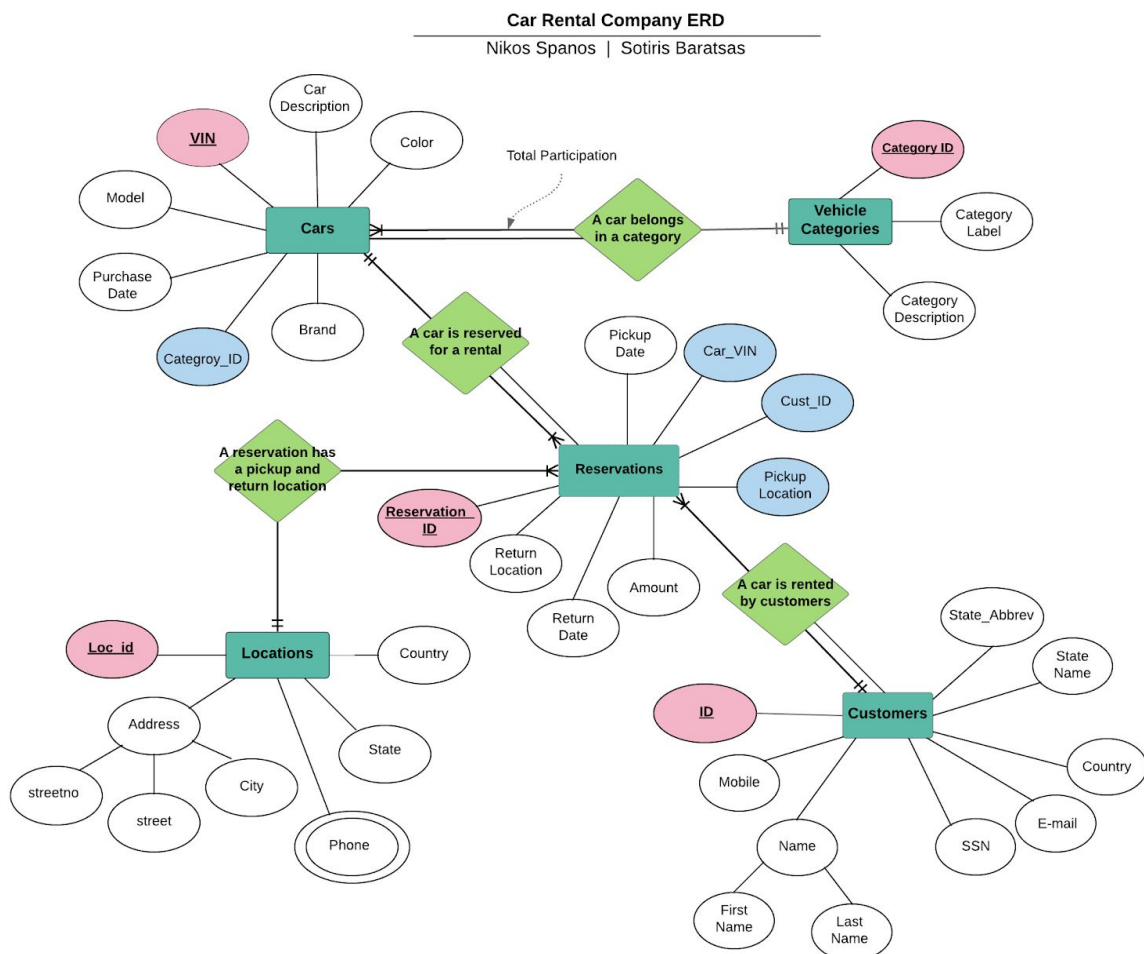 Car Rental Company ERD
Nikos Spanos | Sotiris Baratsas
Car
Description
VIN
Color
Total Participation
Category ID
Model
Cars
A car belongs
in a category
Vehicle
Categories
Category
Label
Purchase
Date
Category
Description
Categroy_ID
Brand
A car is reserved
for a rental
Pickup
Date
Car_VIN
Cust_ID
A reservation has
a pickup and
return location
Reservations
Pickup
Location
Reservation_
ID
Return
Location
Amount
Return
Date
A car is rented
by customers
State_Abbrev
State
Name
Loc_id
Locations
Country
ID
Customers
Address
State
Mobile
Country
streetno
street
City
Phone
Name
SSN
E-mail
First
Name
Last
Name